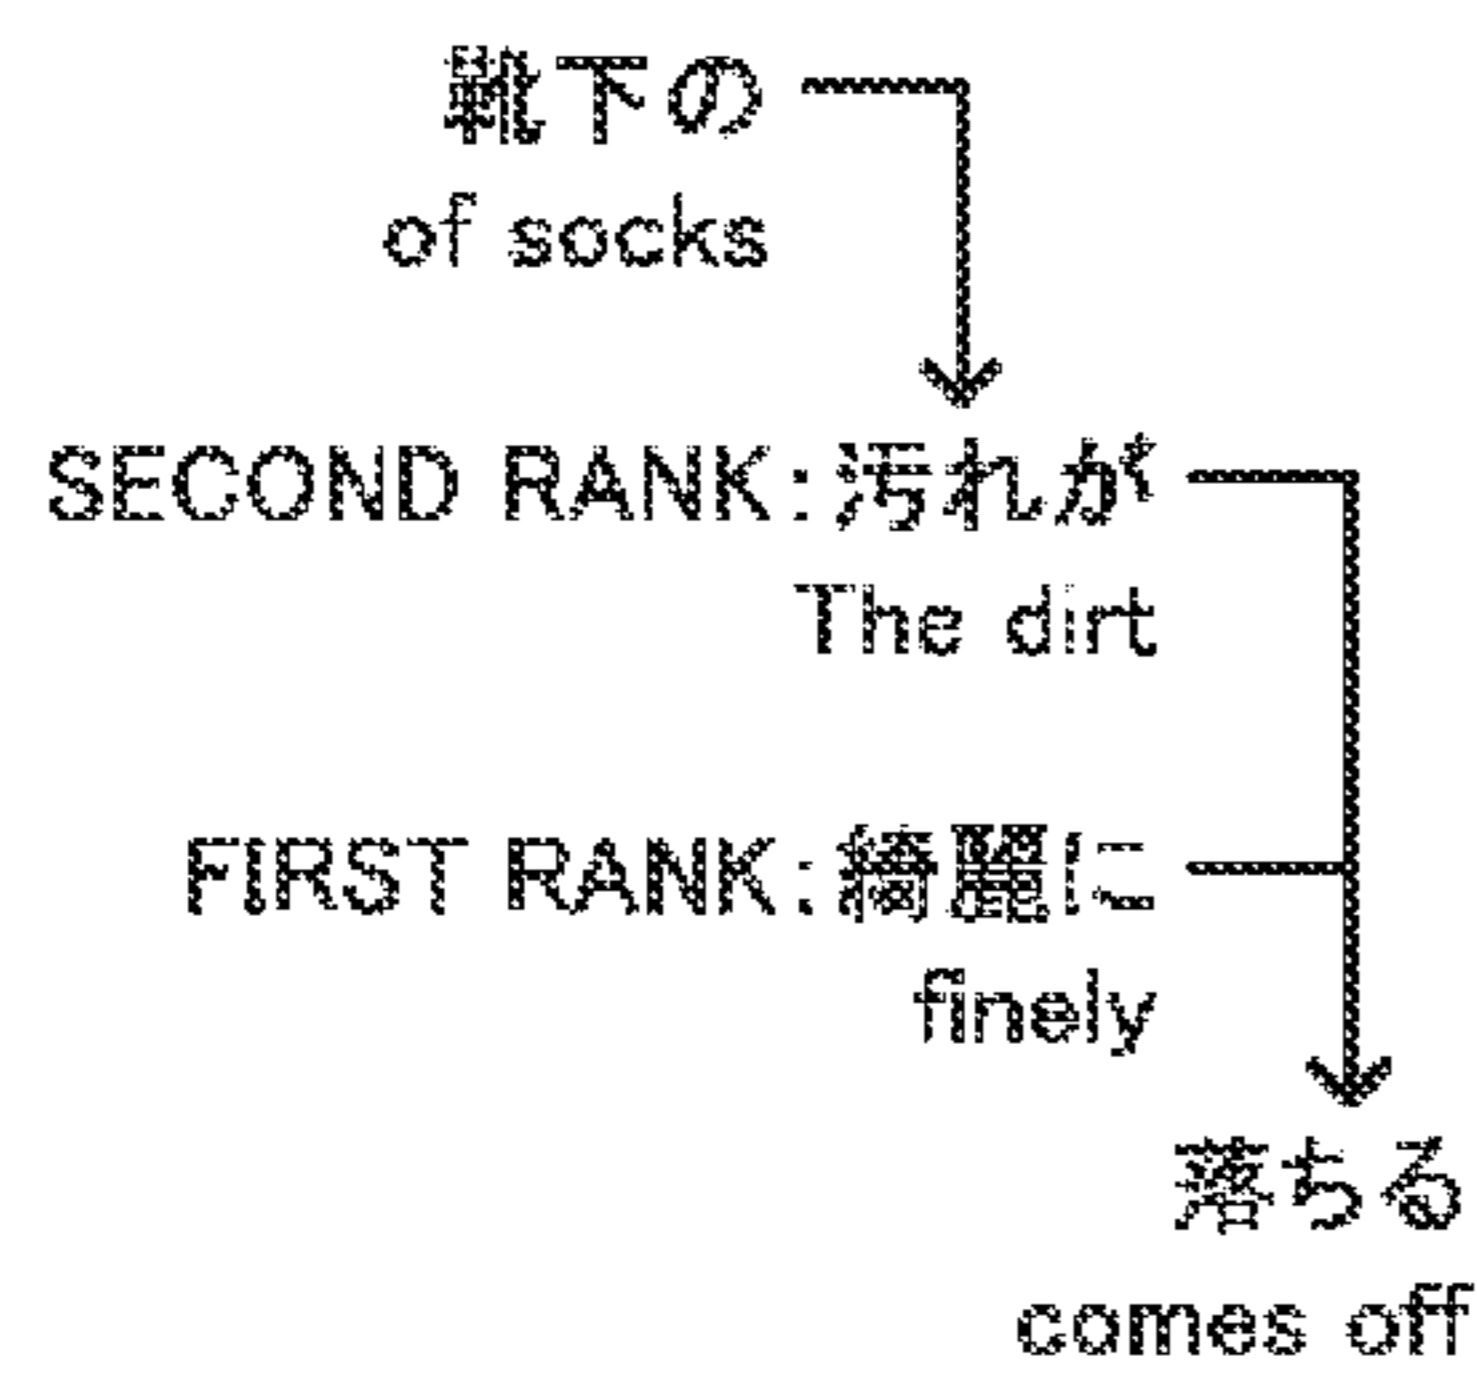 靴下の
of socks
SECOND RANK:汚れが
The dirt
FIRST RANK:綺麗に
finely
落ちる
comes off